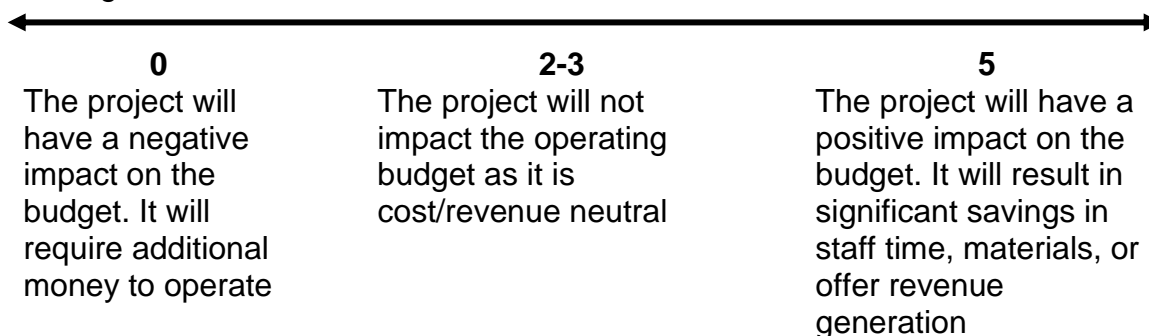 0
The project will
have a negative
impact on the
budget. It will
require additional
money to operate
2-3
The project will not
impact the operating
budget as it is
cost/revenue neutral
5
The project will have a
positive impact on the
budget. It will result in
significant savings in
staff time, materials, or
offer revenue
generation